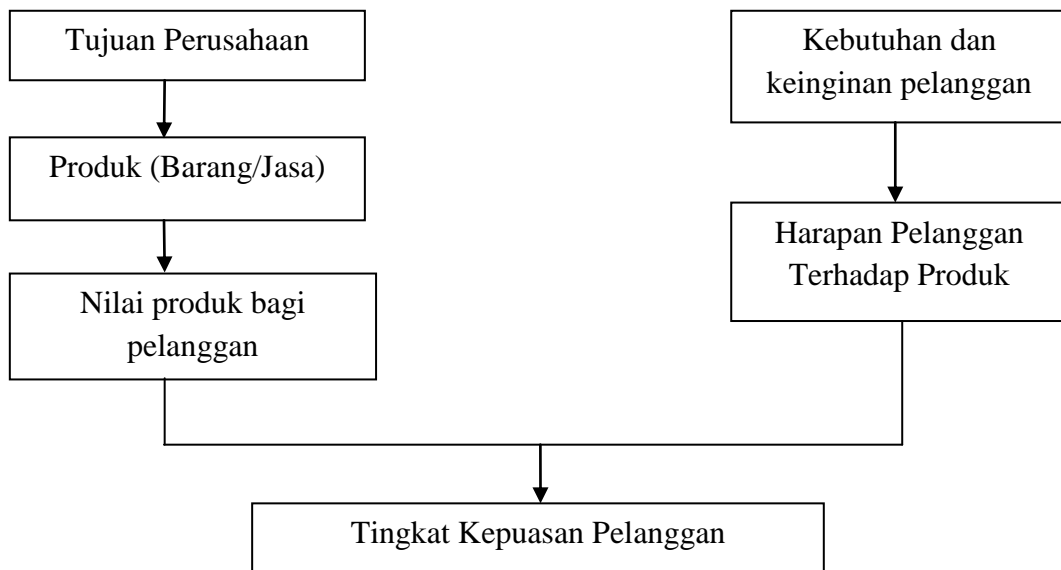 Tujuan Perusahaan
Produk (Barang/Jasa)
Nilai produk bagi
pelanggan
Kebutuhan dan
keinginan pelanggan
Harapan Pelanggan
Terhadap Produk
Tingkat Kepuasan Pelanggan